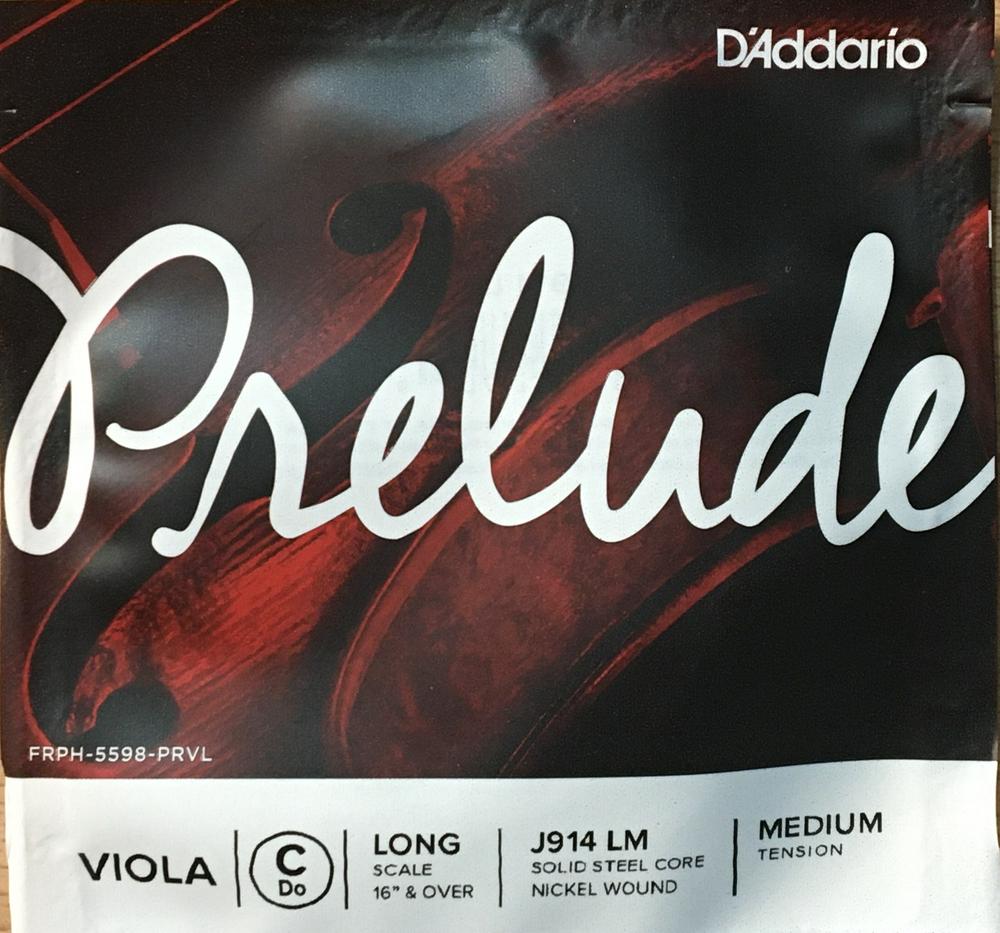 D'Addario
Prelude
FRPH-5598-PRVL
VIOLA
C
Do
LONG
SCALE
16” & OVER
J914 LM
SOLID STEEL CORE
NICKEL WOUND
MEDIUM
TENSION